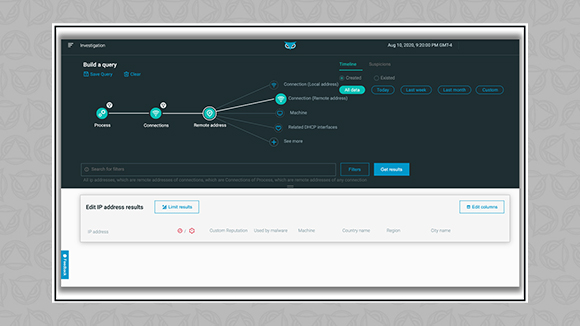 Investigation
Aug 10, 2020, 9:20:00 PM GMT-4
Build a query
Save Query Clear
Timeline Suspicions
Created Existed
All data Today Last week Last month Custom
Connection (Local address)
Connection (Remote address)
Machine
Related DHCP interfaces
See more
Process Connections Remote address
Search for filters Filters Get results
All ip addresses, which are remote addresses of connections, which are Connections of Process, which are remote addresses of any connection
Edit IP address results Limit results Edit columns
IP address / Custom Reputation Used by malware Machine Country name Region City name
Feedback